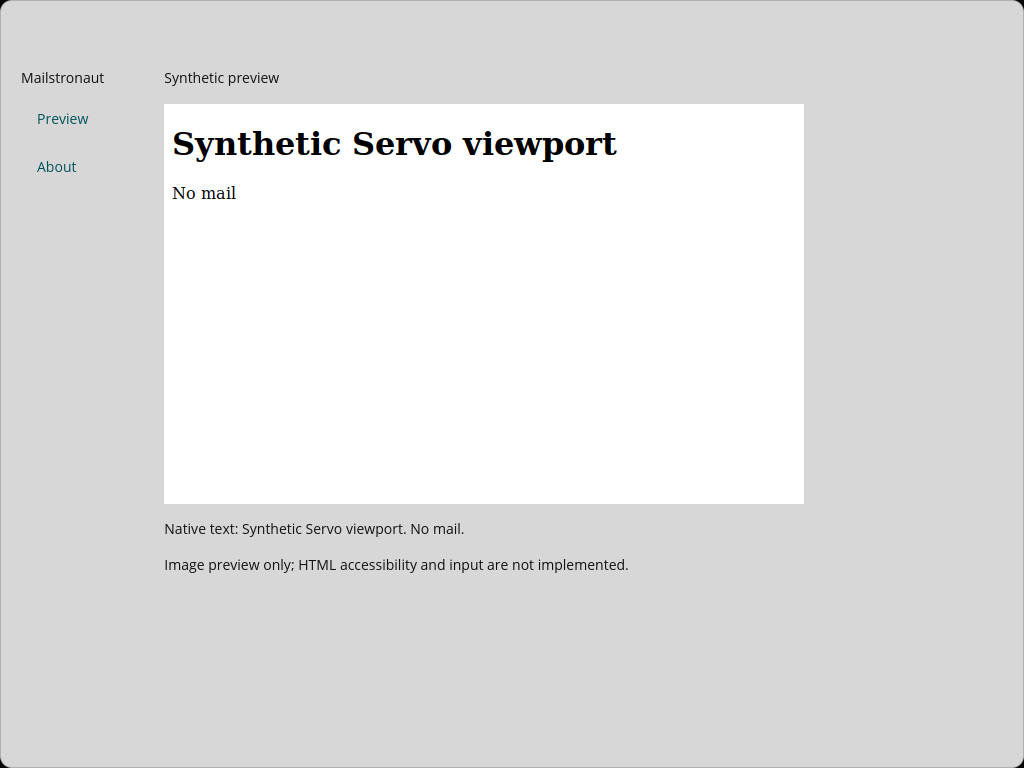 Mailstronaut
Preview
About
Synthetic preview
Synthetic Servo viewport
No mail
Native text: Synthetic Servo viewport. No mail.
Image preview only; HTML accessibility and input are not implemented.